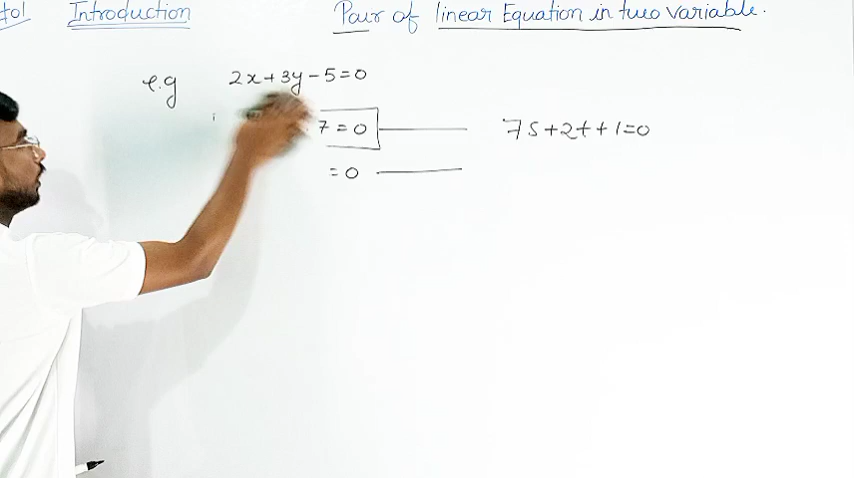 Introduction Pair of linear Equation in two variable.
e.g 2x+3y-5=0
7=0 7s+2t+1=0
=0